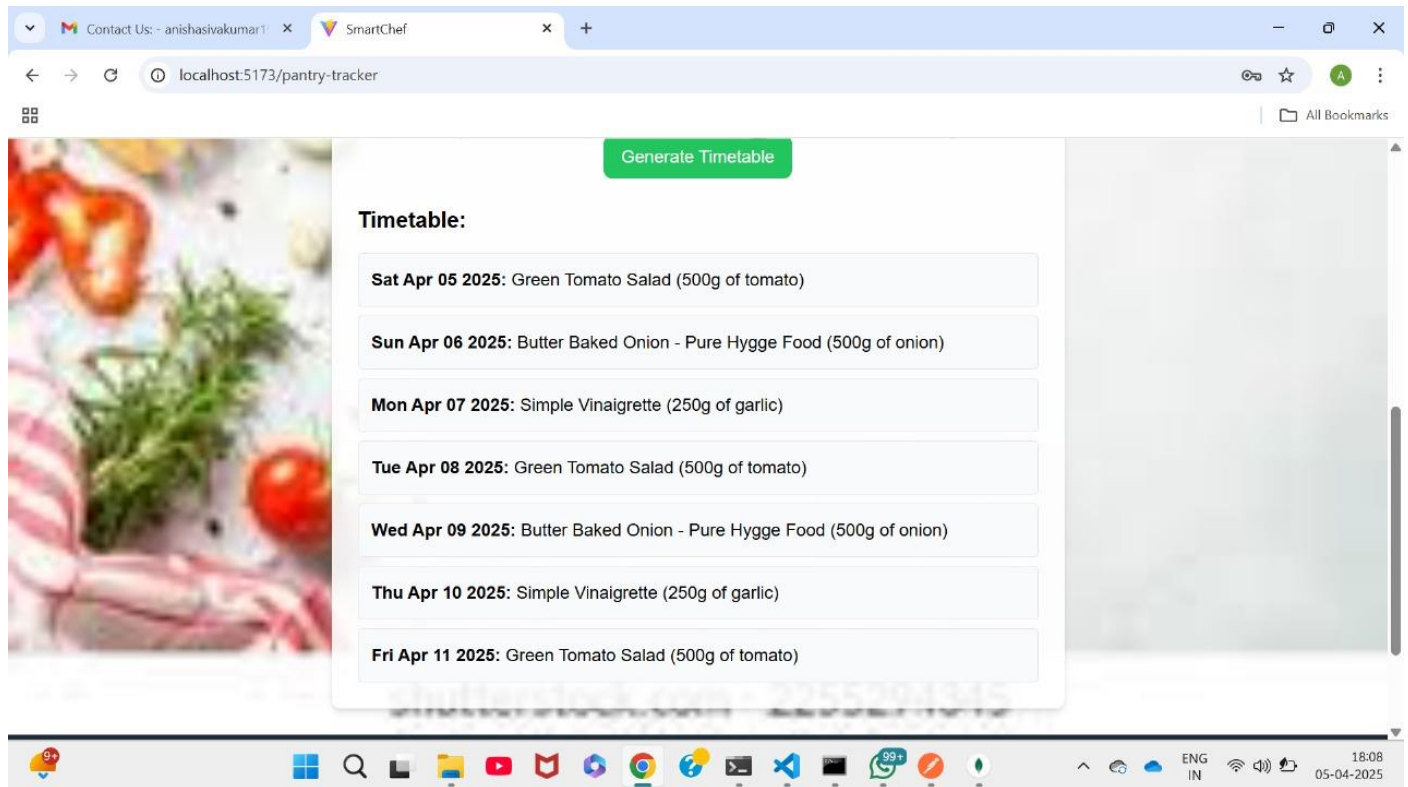 Contact Us: - anishasivakumar1
SmartChef
localhost:5173/pantry-tracker
A
All Bookmarks
Generate Timetable
Timetable:
Sat Apr 05 2025: Green Tomato Salad (500g of tomato)
Sun Apr 06 2025: Butter Baked Onion - Pure Hygge Food (500g of onion)
Mon Apr 07 2025: Simple Vinaigrette (250g of garlic)
Tue Apr 08 2025: Green Tomato Salad (500g of tomato)
Wed Apr 09 2025: Butter Baked Onion - Pure Hygge Food (500g of onion)
Thu Apr 10 2025: Simple Vinaigrette (250g of garlic)
Fri Apr 11 2025: Green Tomato Salad (500g of tomato)
shutterstock.com · 2255294345
9+
99+
ENG
IN
18:08
05-04-2025